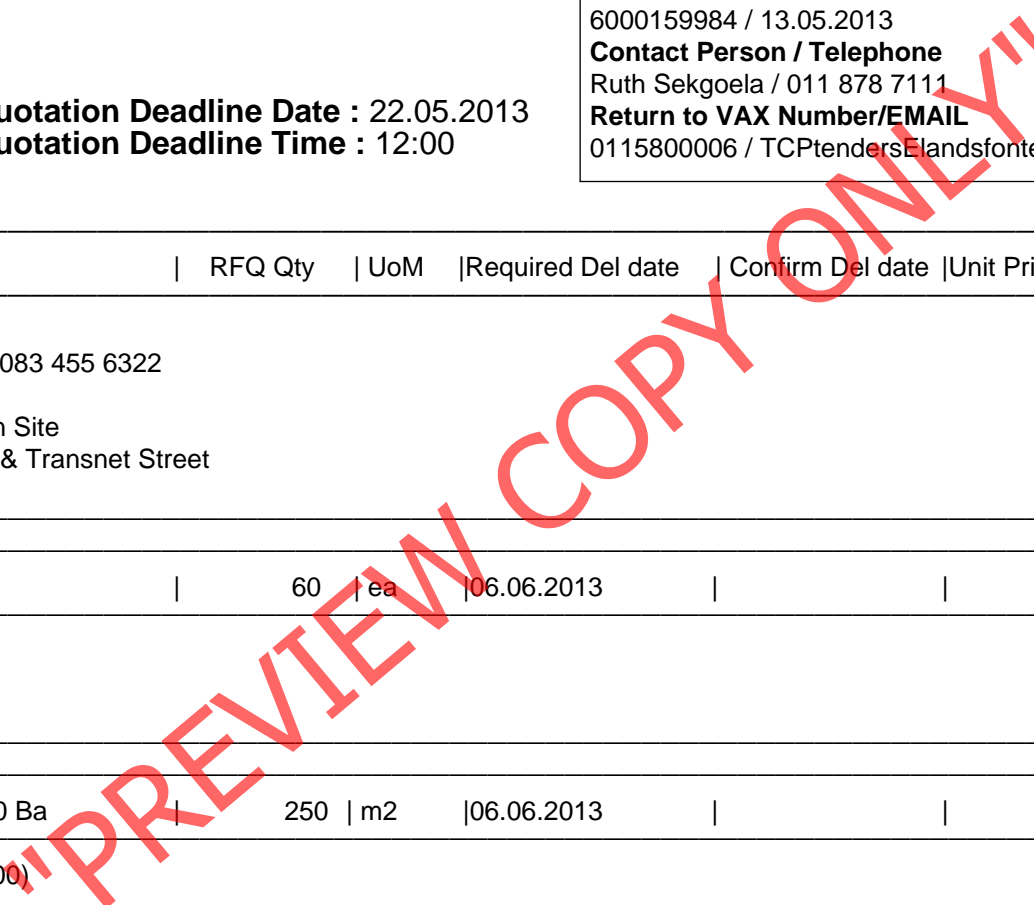 6000159984 / 13.05.2013
Contact Person / Telephone
Ruth Sekgoela / 011 878 7111
uotation Deadline Date : 22.05.2013
Return to VAX Number/EMAIL
uotation Deadline Time : 12:00
0115800006 / TCPtendersElandsfonte
| RFQ Qty | UoM |Required Del date | Confirm Del date |Unit Pri
083 455 6322
n Site
& Transnet Street
| 60 | ea |06.06.2013 | |
0 Ba | 250 | m2 |06.06.2013 | |
00)
"PREVIEW COPY ONLY"